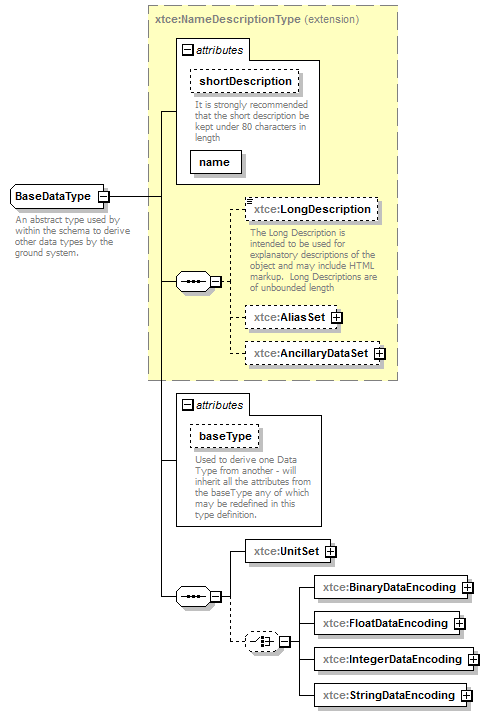 xtce:NameDescriptionType (extension)
attributes
shortDescription
It is strongly recommended
that the short description be
kept under 80 characters in
length
name
BaseDataType
An abstract type used by
within the schema to derive
other data types by the
ground system.
xtce:LongDescription
The Long Description is
intended to be used for
explanatory descriptions of the
object and may include HTML
markup.  Long Descriptions are
of unbounded length
xtce:AliasSet
xtce:AncillaryDataSet
attributes
baseType
Used to derive one Data
Type from another - will
inherit all the attributes from
the baseType any of which
may be redefined in this
type definition.
xtce:UnitSet
xtce:BinaryDataEncoding
xtce:FloatDataEncoding
xtce:IntegerDataEncoding
xtce:StringDataEncoding